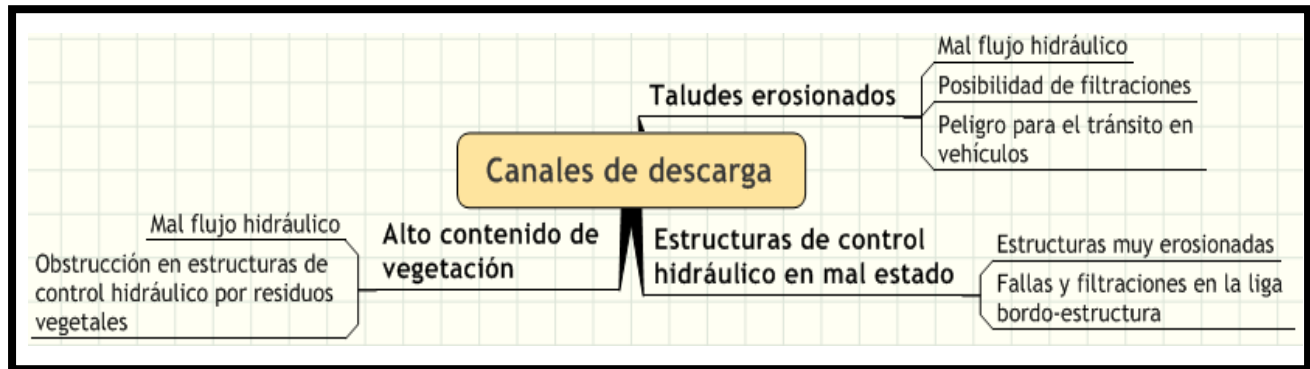 Canales de descarga
Taludes erosionados
Mal flujo hidráulico
Posibilidad de filtraciones
Peligro para el tránsito en
vehículos
Estructuras de control
hidráulico en mal estado
Estructuras muy erosionadas
Fallas y filtraciones en la liga
bordo-estructura
Alto contenido de
vegetación
Mal flujo hidráulico
Obstrucción en estructuras de
control hidráulico por residuos
vegetales